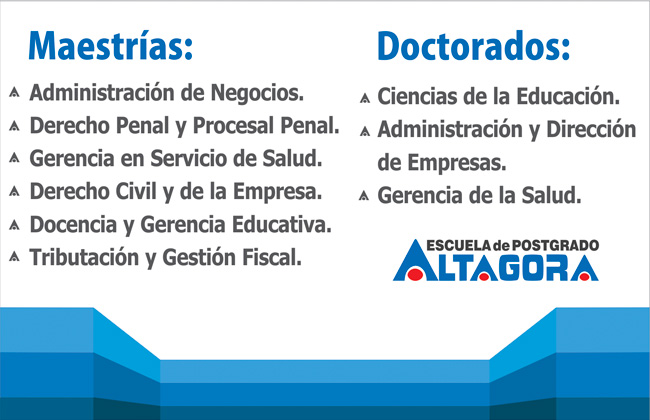 Maestrías:
Administración de Negocios.
Derecho Penal y Procesal Penal.
Gerencia en Servicio de Salud.
Derecho Civil y de la Empresa.
Docencia y Gerencia Educativa.
Tributación y Gestión Fiscal.
Doctorados:
Ciencias de la Educación.
Administración y Dirección
de Empresas.
Gerencia de la Salud.
ESCUELA de POSTGRADO
ALTAGORA